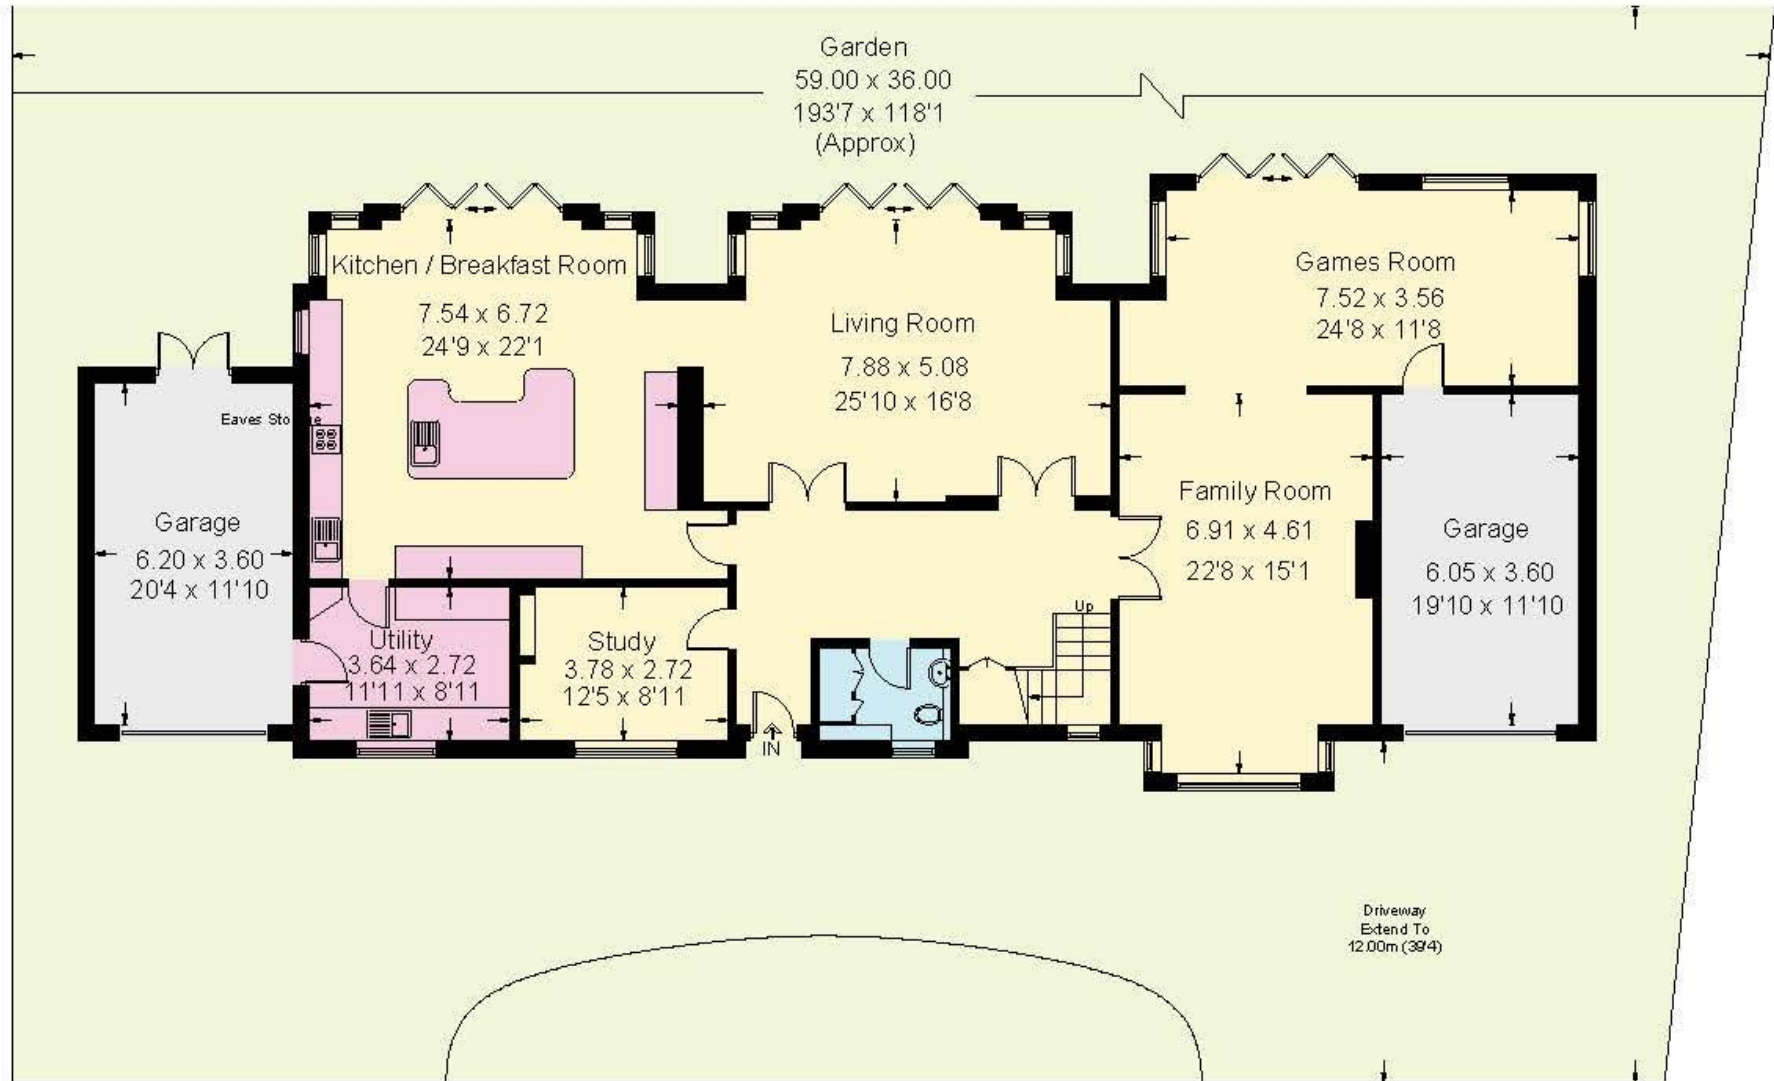 Garden
59.00 x 36.00
193'7 x 118'1
(Approx)
Kitchen / Breakfast Room
7.54 x 6.72
24'9 x 22'1
Living Room
7.88 x 5.08
25'10 x 16'8
Games Room
7.52 x 3.56
24'8 x 11'8
Eaves Sto
Garage
6.20 x 3.60
20'4 x 11'10
Family Room
6.91 x 4.61
22'8 x 15'1
Garage
6.05 x 3.60
19'10 x 11'10
Utility
3.64 x 2.72
11'11 x 8'11
Study
3.78 x 2.72
12'5 x 8'11
Up
IN
Driveway
Extend To
12.00m (39'4)